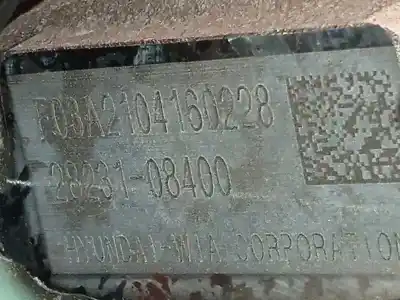 F03A2104160228
28231-08400
HYUNDAI-WIA CORPORATION